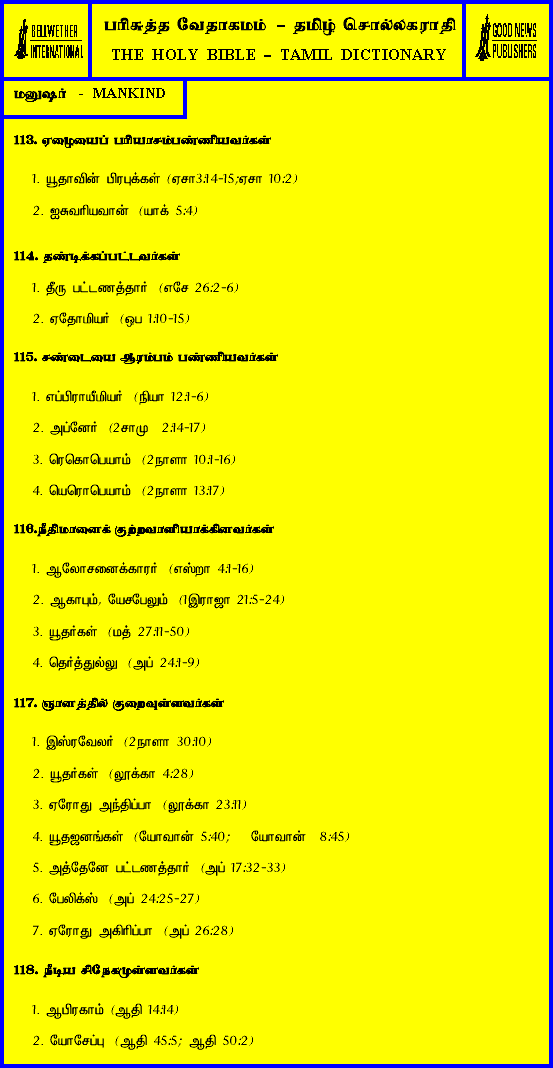 BELLWETHER
INTERNATIONAL
பரிசுத்த வேதாகமம் – தமிழ் சொல்லகராதி
THE HOLY BIBLE – TAMIL DICTIONARY
GOOD NEWS
PUBLISHERS
மனுஷர் - MANKIND
113. ஏழையைப் பரியாசம்பண்ணியவர்கள்
1. யூதாவின் பிரபுக்கள் (ஏசா3:14-15;ஏசா 10:2)
2. ஐசுவரியவான் (யாக் 5:4)
114. தண்டிக்கப்பட்டவர்கள்
1. தீரு பட்டணத்தார் (எசே 26:2-6)
2. ஏதோமியர் (ஒப 1:10-15)
115. சண்டையை ஆரம்பம் பண்ணியவர்கள்
1. எப்பிராயீமியர் (நியா 12:1-6)
2. அப்னேர் (2சாமு 2:14-17)
3. ரெகொபெயாம் (2நாளா 10:1-16)
4. யெரொபெயாம் (2நாளா 13:17)
116.நீதிமானைக் குற்றவாளியாக்கினவர்கள்
1. ஆலோசனைக்காரர் (எஸ்றா 4:1-16)
2. ஆகாபும், யேசபேலும் (1இராஜா 21:5-24)
3. யூதர்கள் (மத் 27:11-50)
4. தெர்த்துல்லு (அப் 24:1-9)
117. ஞானத்தில் குறைவுள்ளவர்கள்
1. இஸ்ரவேலர் (2நாளா 30:10)
2. யூதர்கள் (லூக்கா 4:28)
3. ஏரோது அந்திப்பா (லூக்கா 23:11)
4. யூதஜனங்கள் (யோவான் 5:40; யோவான் 8:45)
5. அத்தேனே பட்டணத்தார் (அப் 17:32-33)
6. பேலிக்ஸ் (அப் 24:25-27)
7. ஏரோது அகிரிப்பா (அப் 26:28)
118. நீடிய சிநேகமுள்ளவர்கள்
1. ஆபிரகாம் (ஆதி 14:14)
2. யோசேப்பு (ஆதி 45:5; ஆதி 50:2)